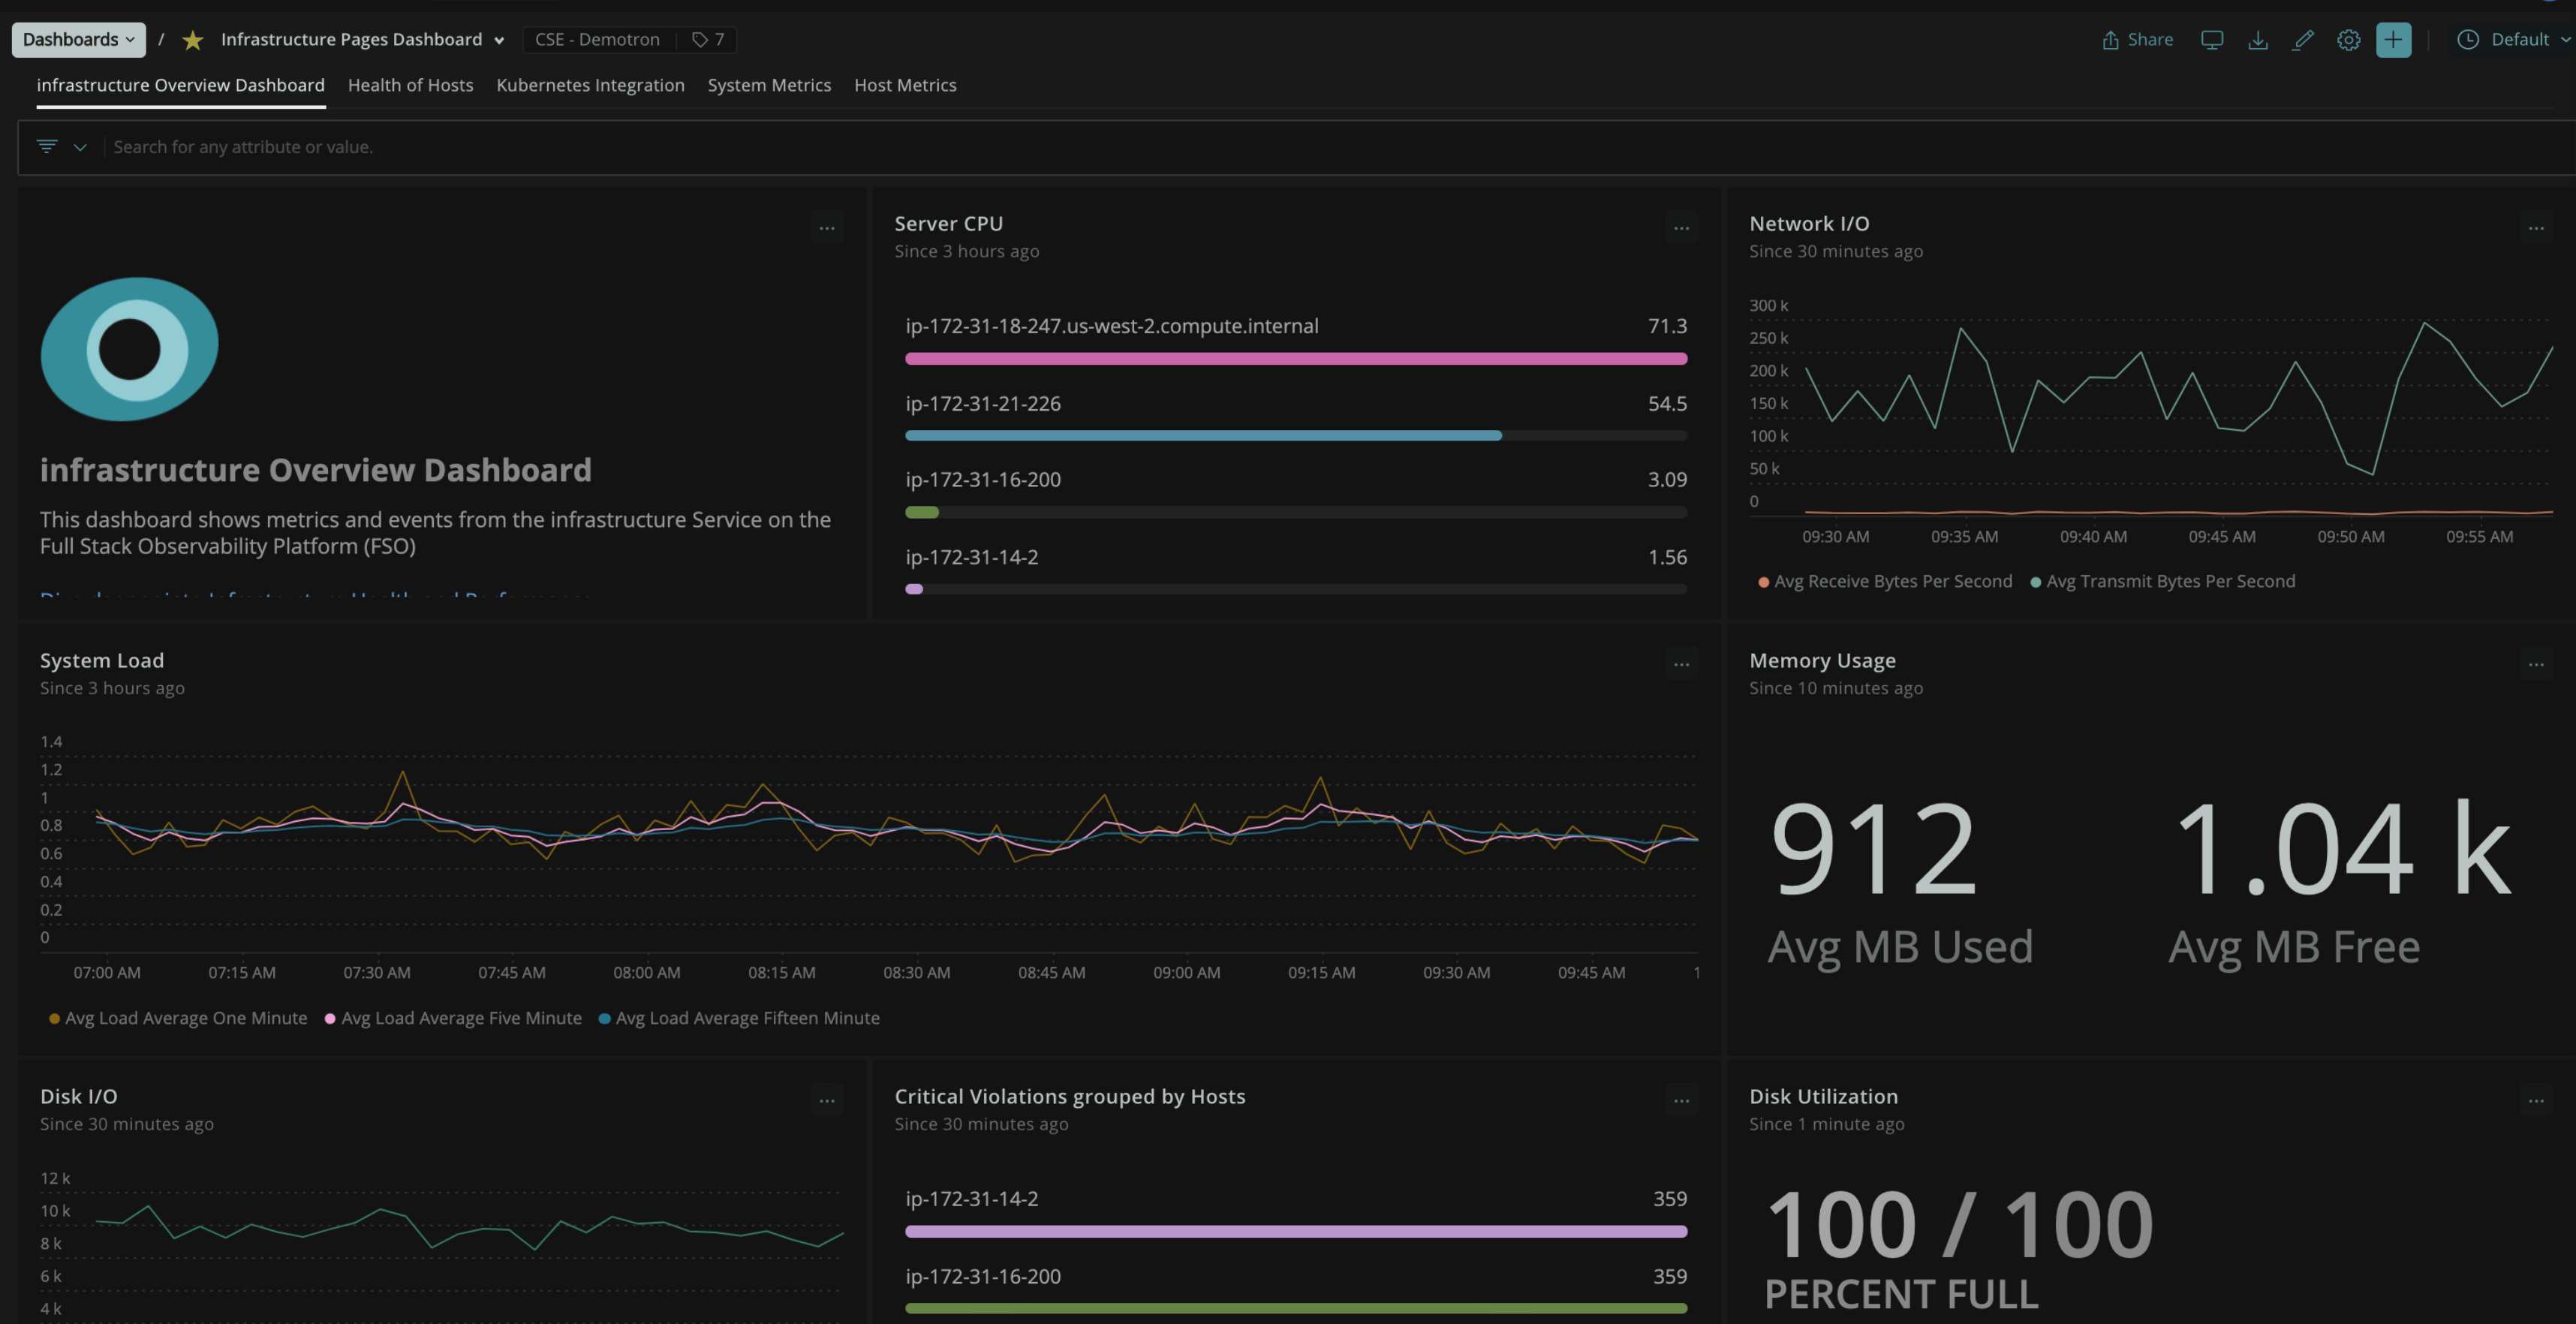 Dashboards / Infrastructure Pages Dashboard CSE - Demotron 7 Share Default
infrastructure Overview Dashboard Health of Hosts Kubernetes Integration System Metrics Host Metrics
Search for any attribute or value.
infrastructure Overview Dashboard
This dashboard shows metrics and events from the infrastructure Service on the
Full Stack Observability Platform (FSO)
Server CPU
Since 3 hours ago
ip-172-31-18-247.us-west-2.compute.internal 71.3
ip-172-31-21-226 54.5
ip-172-31-16-200 3.09
ip-172-31-14-2 1.56
Network I/O
Since 30 minutes ago
300 k
250 k
200 k
150 k
100 k
50 k
0
09:30 AM 09:35 AM 09:40 AM 09:45 AM 09:50 AM 09:55 AM
Avg Receive Bytes Per Second Avg Transmit Bytes Per Second
System Load
Since 3 hours ago
1.4
1.2
1
0.8
0.6
0.4
0.2
0
07:00 AM 07:15 AM 07:30 AM 07:45 AM 08:00 AM 08:15 AM 08:30 AM 08:45 AM 09:00 AM 09:15 AM 09:30 AM 09:45 AM 1
Avg Load Average One Minute Avg Load Average Five Minute Avg Load Average Fifteen Minute
Memory Usage
Since 10 minutes ago
912 1.04 k
Avg MB Used Avg MB Free
Disk I/O
Since 30 minutes ago
12 k
10 k
8 k
6 k
4 k
Critical Violations grouped by Hosts
Since 30 minutes ago
ip-172-31-14-2 359
ip-172-31-16-200 359
Disk Utilization
Since 1 minute ago
100 / 100
PERCENT FULL